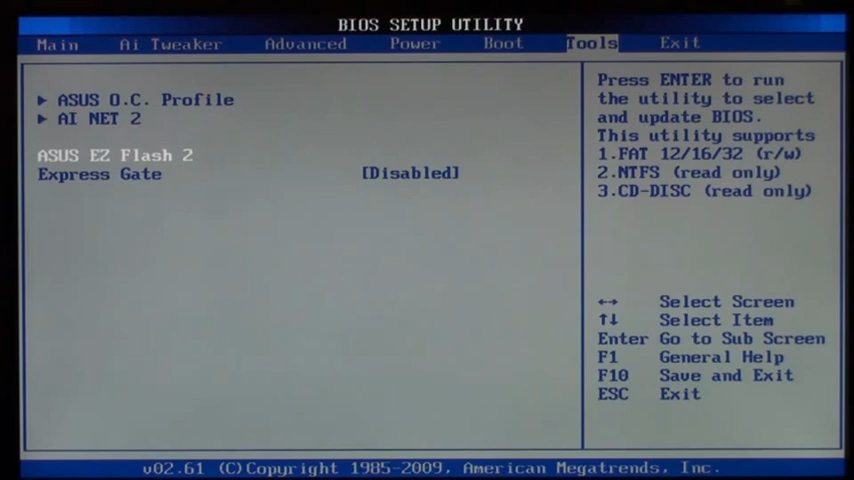 BIOS SETUP UTILITY
Main Ai Tweaker Advanced Power Boot Tools Exit
▶ ASUS O.C. Profile
▶ AI NET 2
ASUS EZ Flash 2
Express Gate [Disabled]
Press ENTER to run
the utility to select
and update BIOS.
This utility supports
1.FAT 12/16/32 (r/w)
2.NTFS (read only)
3.CD-DISC (read only)
←→ Select Screen
↑↓ Select Item
Enter Go to Sub Screen
F1 General Help
F10 Save and Exit
ESC Exit
v02.61 (C)Copyright 1985-2009, American Megatrends, Inc.